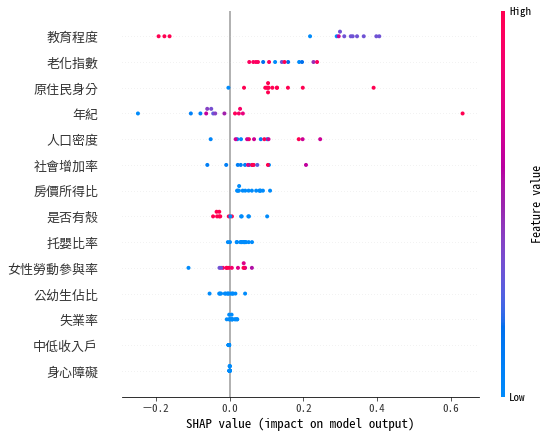 High
教育程度
老化指數
原住民身分
年紀
人口密度
社會增加率
房價所得比
是否有殼
托嬰比率
女性勞動參與率
公幼生佔比
失業率
中低收入戶
身心障礙
Feature value
Low
−0.2 0.0 0.2 0.4 0.6
SHAP value (impact on model output)